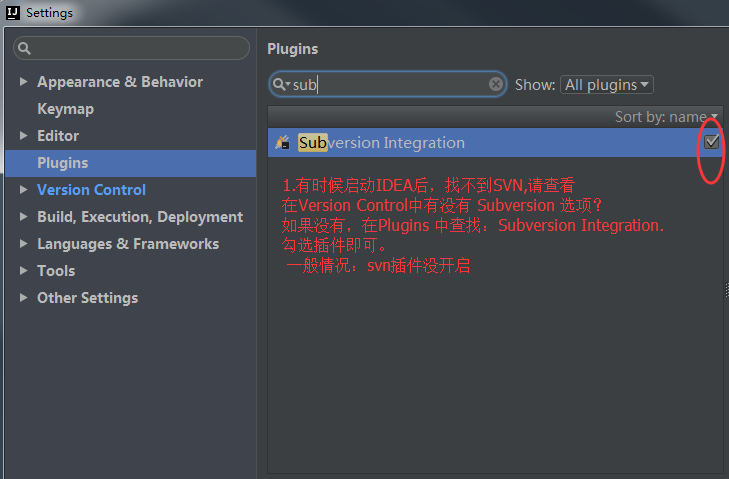 IJ Settings
Plugins
sub
Show: All plugins
Sort by: name
Appearance & Behavior
Keymap
Editor
Plugins
Version Control
Build, Execution, Deployment
Languages & Frameworks
Tools
Other Settings
Subversion Integration
1.有时候启动IDEA后，找不到SVN,请查看
在Version Control中有没有 Subversion 选项？
如果没有，在Plugins 中查找：Subversion Integration.
勾选插件即可。
一般情况：svn插件没开启